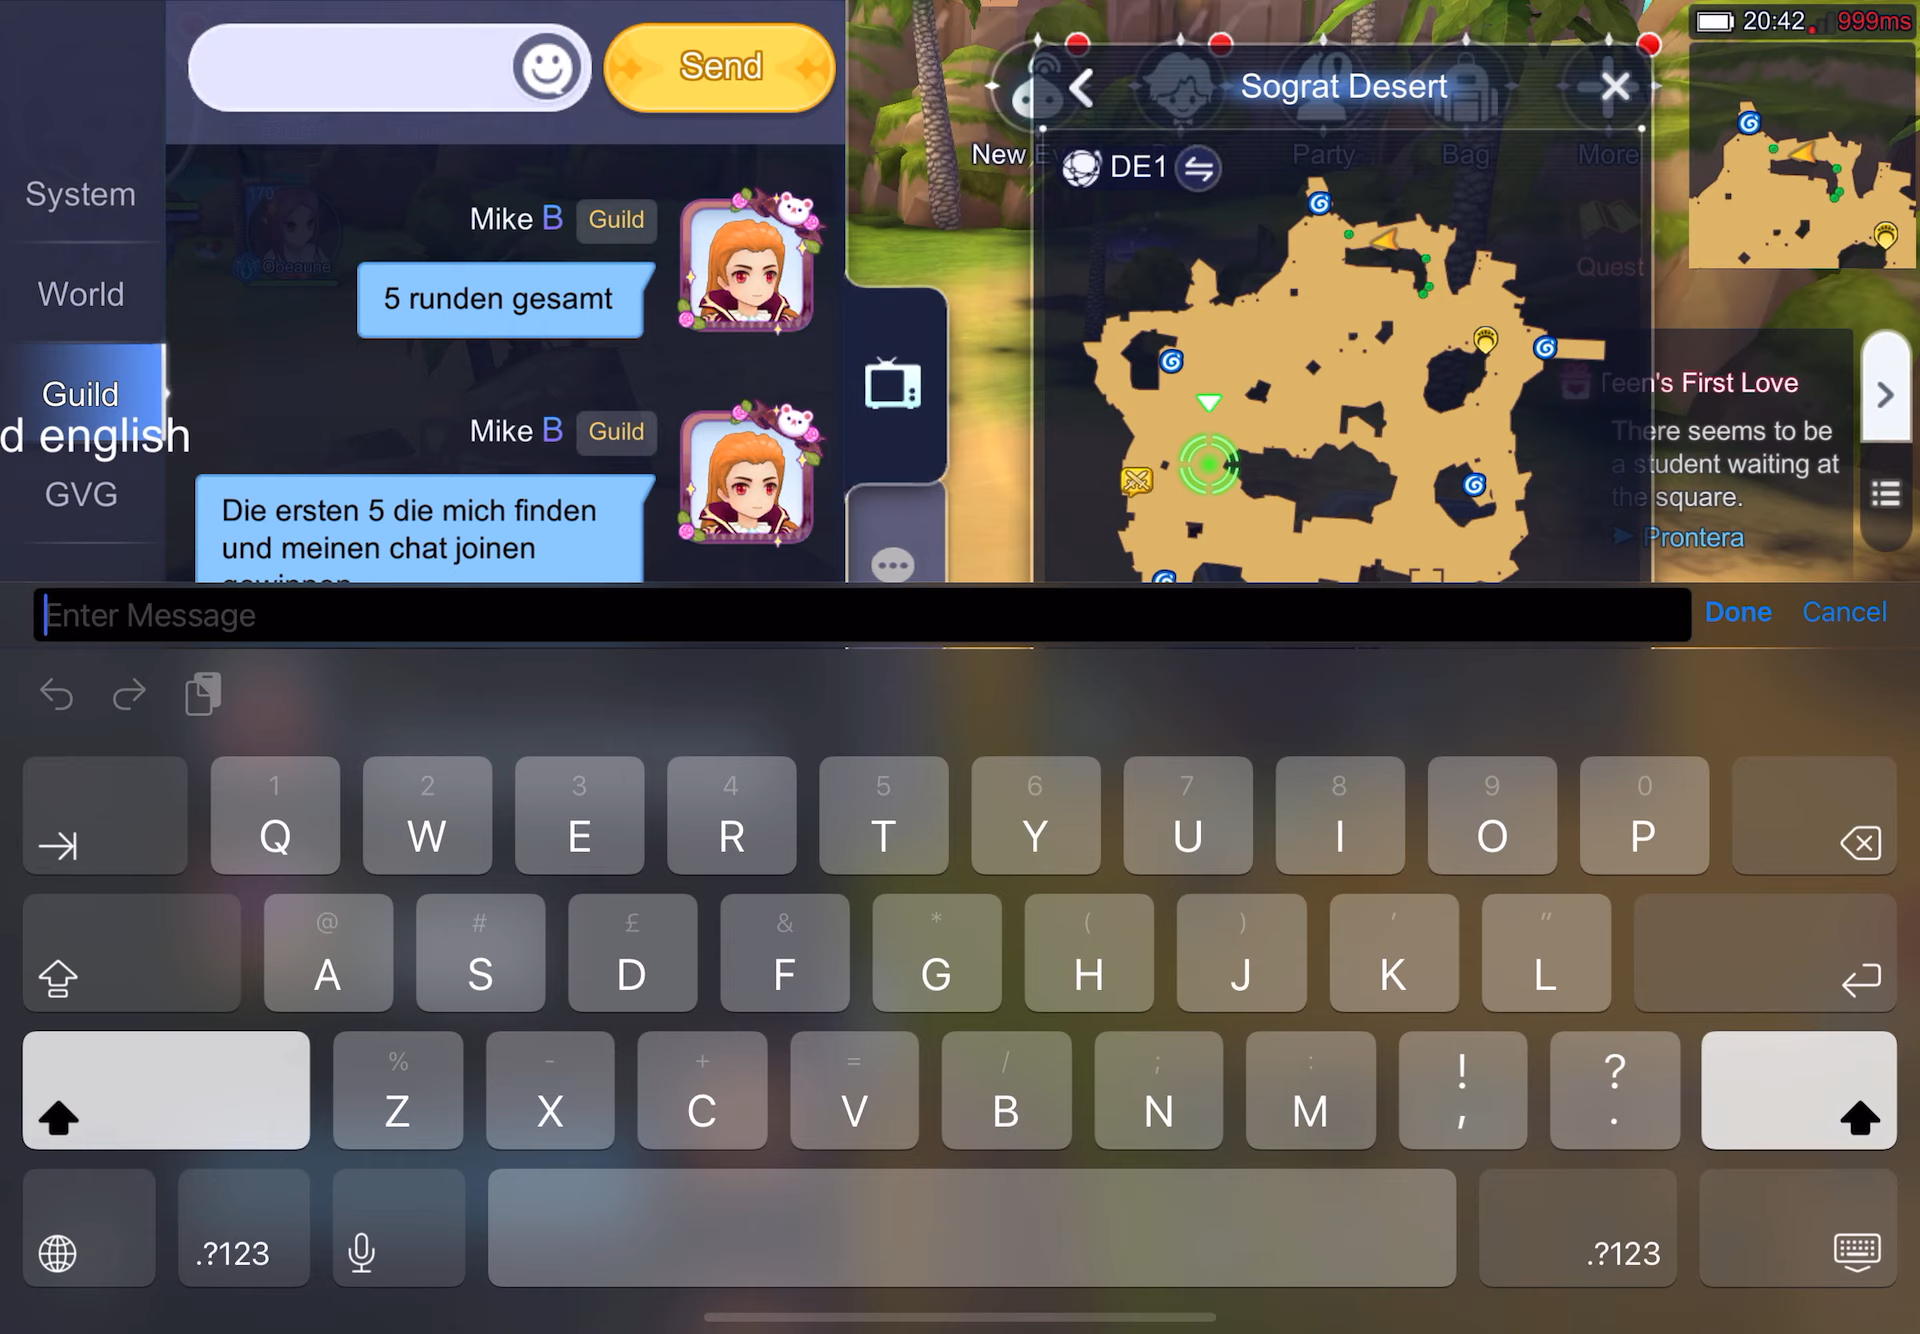 Send
20:42
999ms
Sograt Desert
New
Party
Bag
More
DE1
System
World
Guild
d english
GVG
170
Obeaune
Mike B Guild
5 runden gesamt
Mike B Guild
Die ersten 5 die mich finden
und meinen chat joinen
gewinnen
Quest
Teen's First Love
There seems to be
a student waiting at
the square.
Prontera
Enter Message
Done Cancel
1 2 3 4 5 6 7 8 9 0
Q W E R T Y U I O P
@ # £ & * ( ) ' "
A S D F G H J K L
% - + = / ; : ! ?
Z X C V B N M , .
.?123 .?123